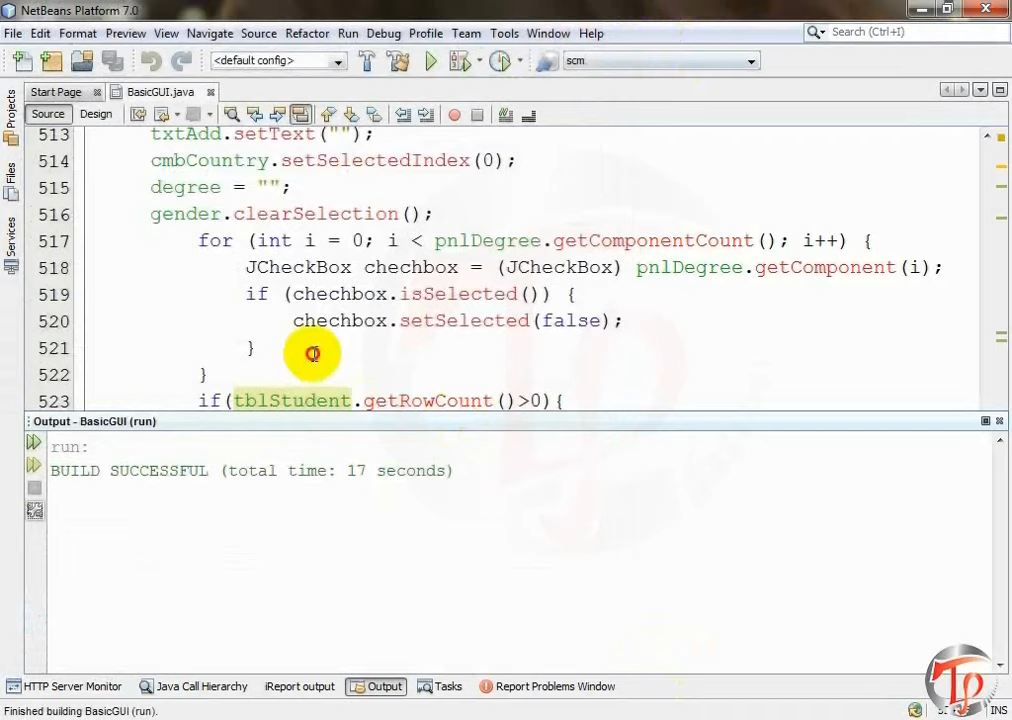 NetBeans Platform 7.0
File Edit Format Preview View Navigate Source Refactor Run Debug Profile Team Tools Window Help
Search (Ctrl+I)
<default config>
scm
Start Page
BasicGUI.java
Source Design
Projects
Files
Services
513 txtAdd.setText("");
514 cmbCountry.setSelectedIndex(0);
515 degree = "";
516 gender.clearSelection();
517 for (int i = 0; i < pnlDegree.getComponentCount(); i++) {
518 JCheckBox chechbox = (JCheckBox) pnlDegree.getComponent(i);
519 if (chechbox.isSelected()) {
520 chechbox.setSelected(false);
521 }
522 }
523 if(tblStudent.getRowCount()>0){
Output - BasicGUI (run)
run:
BUILD SUCCESSFUL (total time: 17 seconds)
HTTP Server Monitor Java Call Hierarchy iReport output Output Tasks Report Problems Window
Finished building BasicGUI (run).
INS